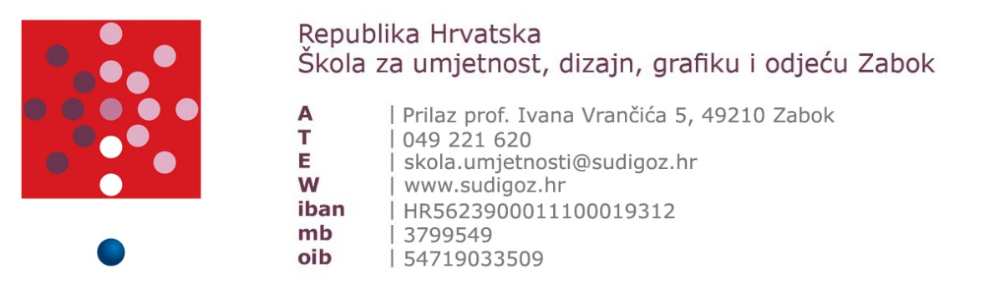 Republika Hrvatska
Škola za umjetnost, dizajn, grafiku i odjeću Zabok
A | Prilaz prof. Ivana Vrančića 5, 49210 Zabok
T | 049 221 620
E | skola.umjetnosti@sudigoz.hr
W | www.sudigoz.hr
iban | HR5623900011100019312
mb | 3799549
oib | 54719033509